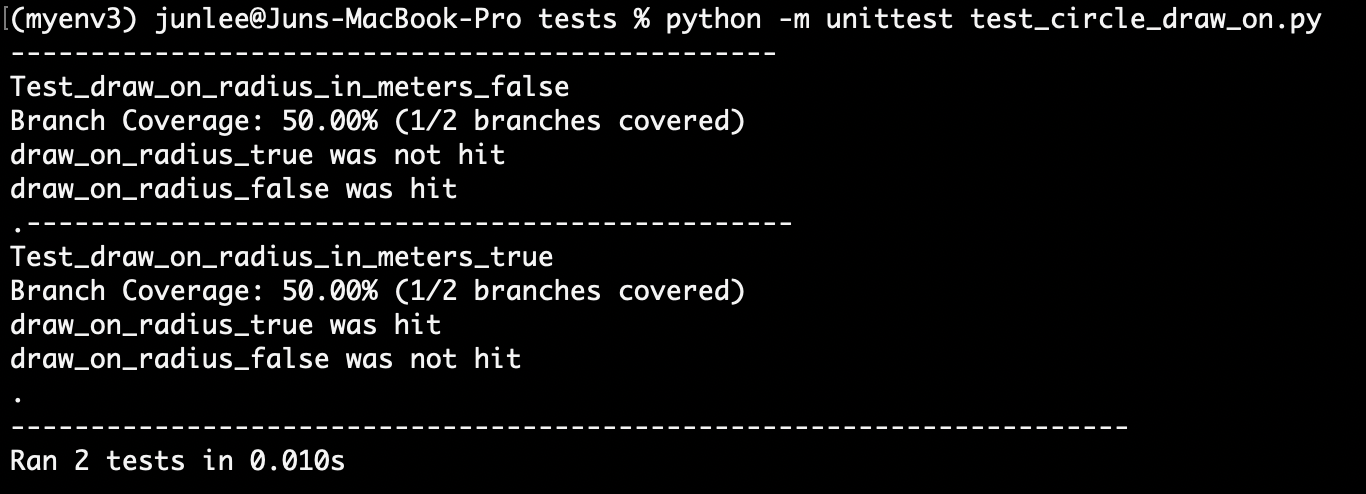 (myenv3) junlee@Juns-MacBook-Pro tests % python -m unittest test_circle_draw_on.py
------------------------------------------------
Test_draw_on_radius_in_meters_false
Branch Coverage: 50.00% (1/2 branches covered)
draw_on_radius_true was not hit
draw_on_radius_false was hit
.------------------------------------------------
Test_draw_on_radius_in_meters_true
Branch Coverage: 50.00% (1/2 branches covered)
draw_on_radius_true was hit
draw_on_radius_false was not hit
.
----------------------------------------------------------------------
Ran 2 tests in 0.010s